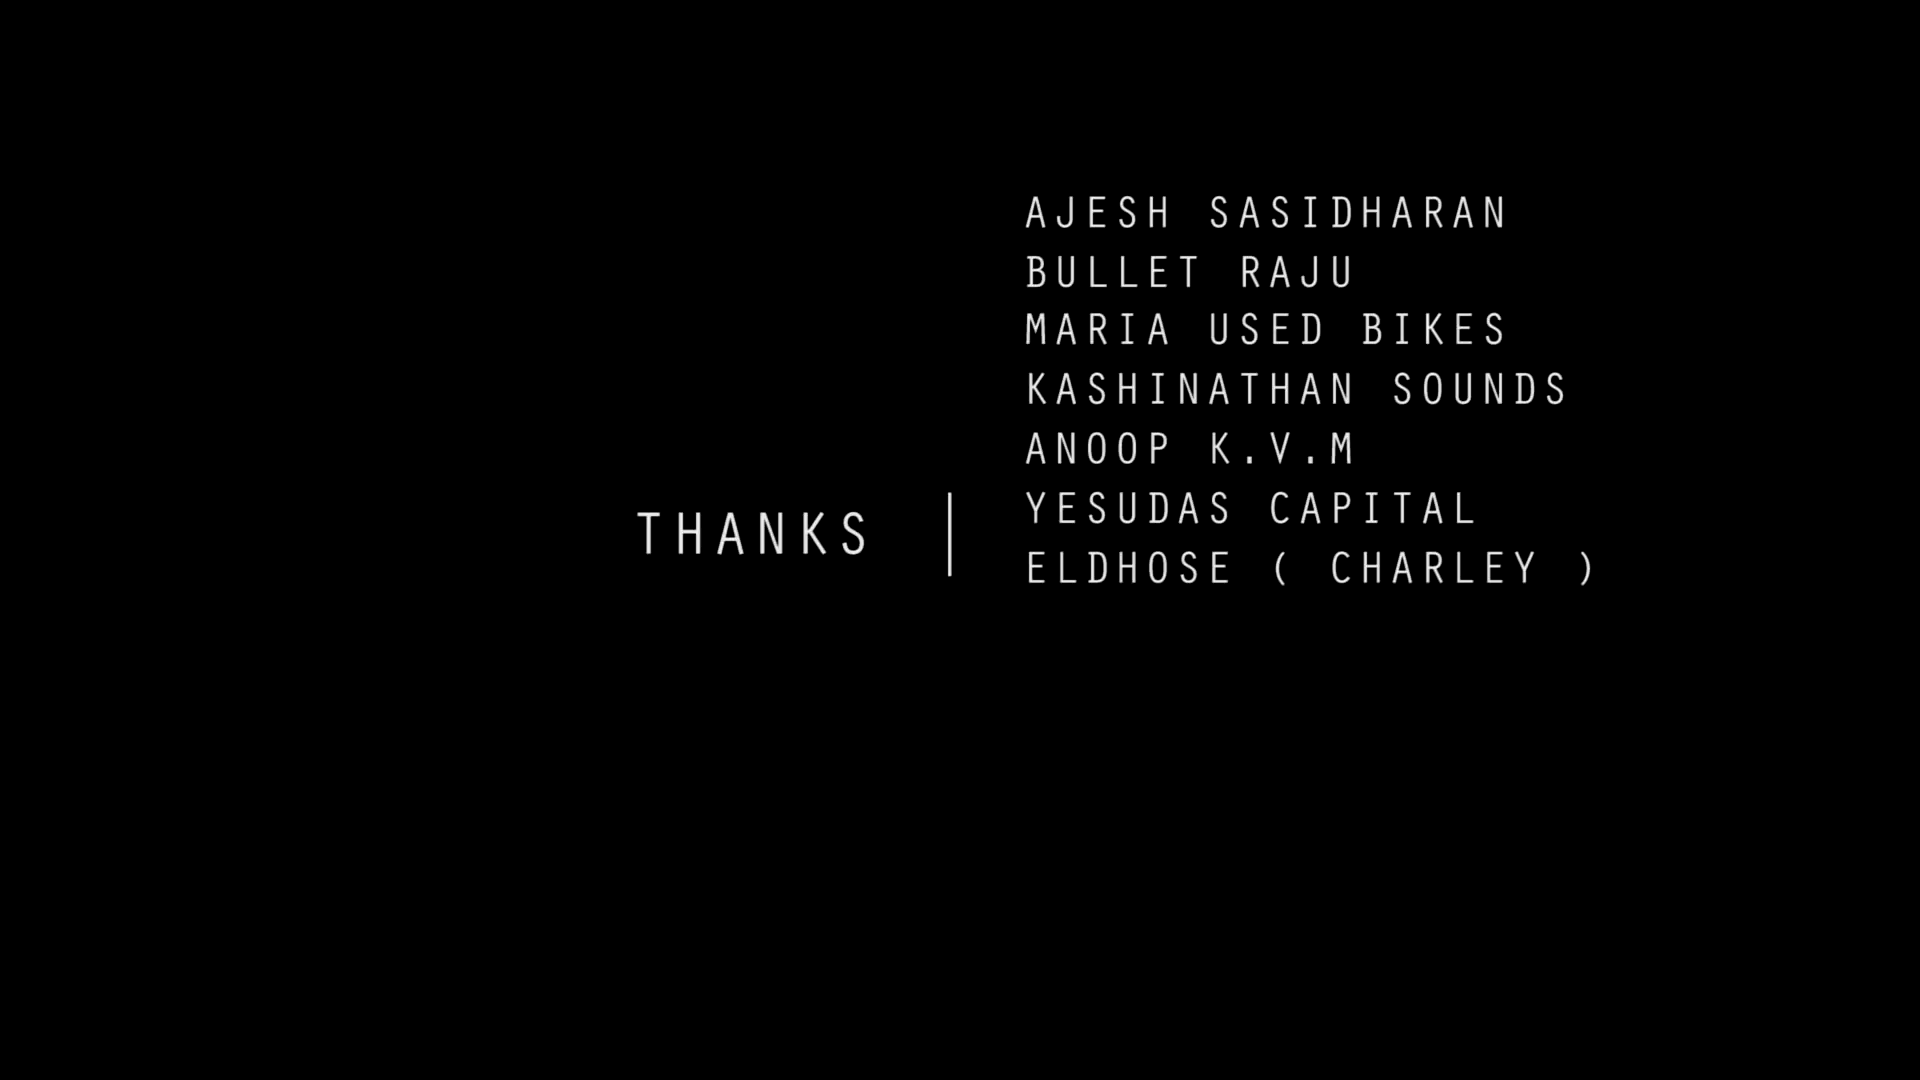 AJESH SASIDHARAN
BULLET RAJU
MARIA USED BIKES
KASHINATHAN SOUNDS
ANOOP K.V.M
THANKS | YESUDAS CAPITAL
ELDHOSE ( CHARLEY )